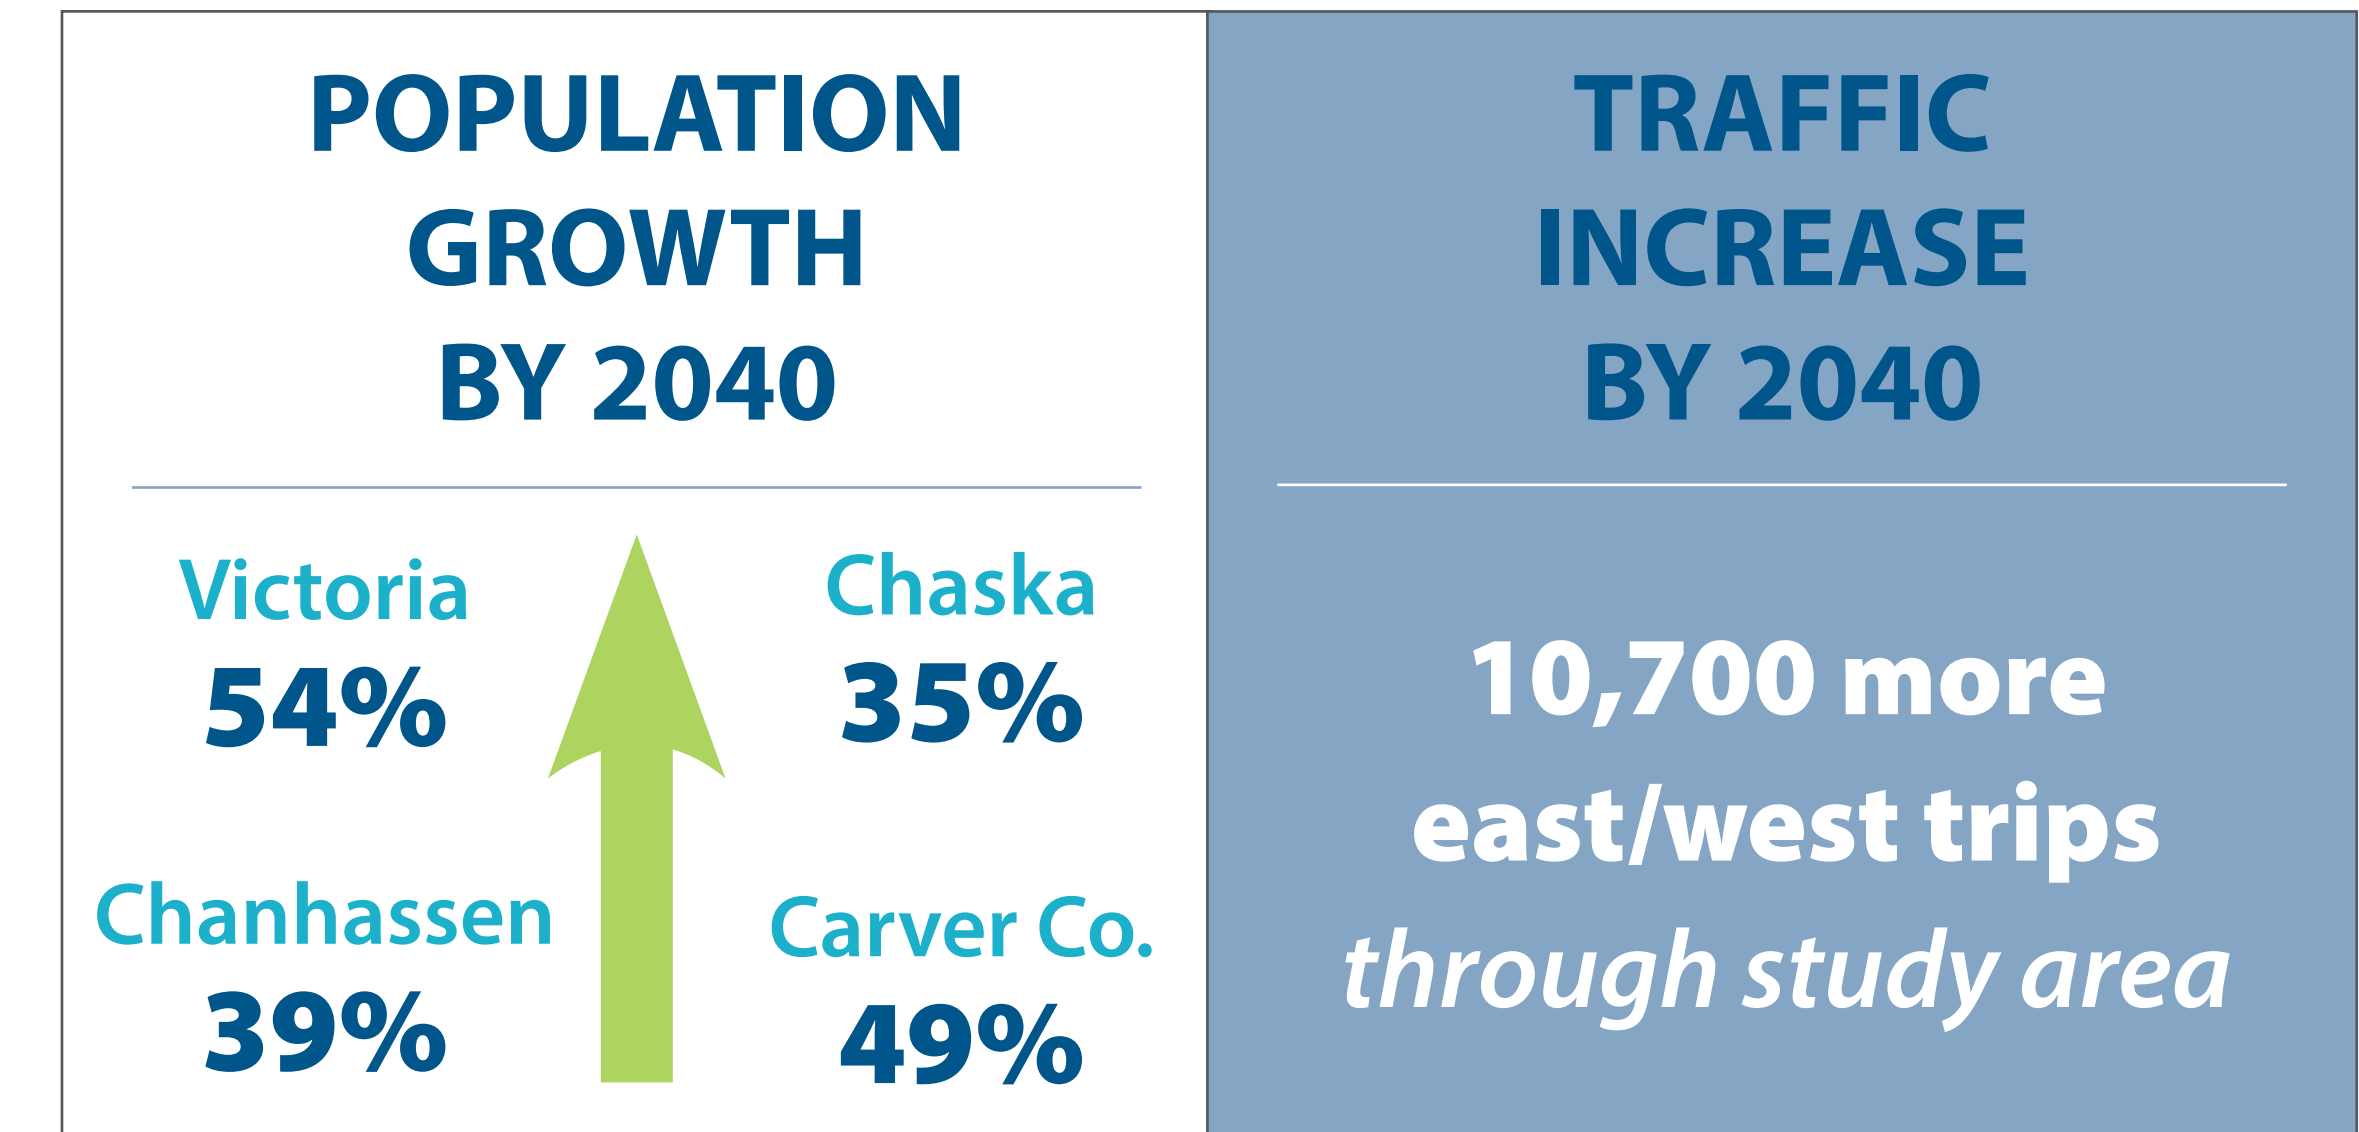 POPULATION
GROWTH
BY 2040
Victoria
54%
Chaska
35%
Chanhassen
39%
Carver Co.
49%
TRAFFIC
INCREASE
BY 2040
10,700 more
east/west trips
through study area